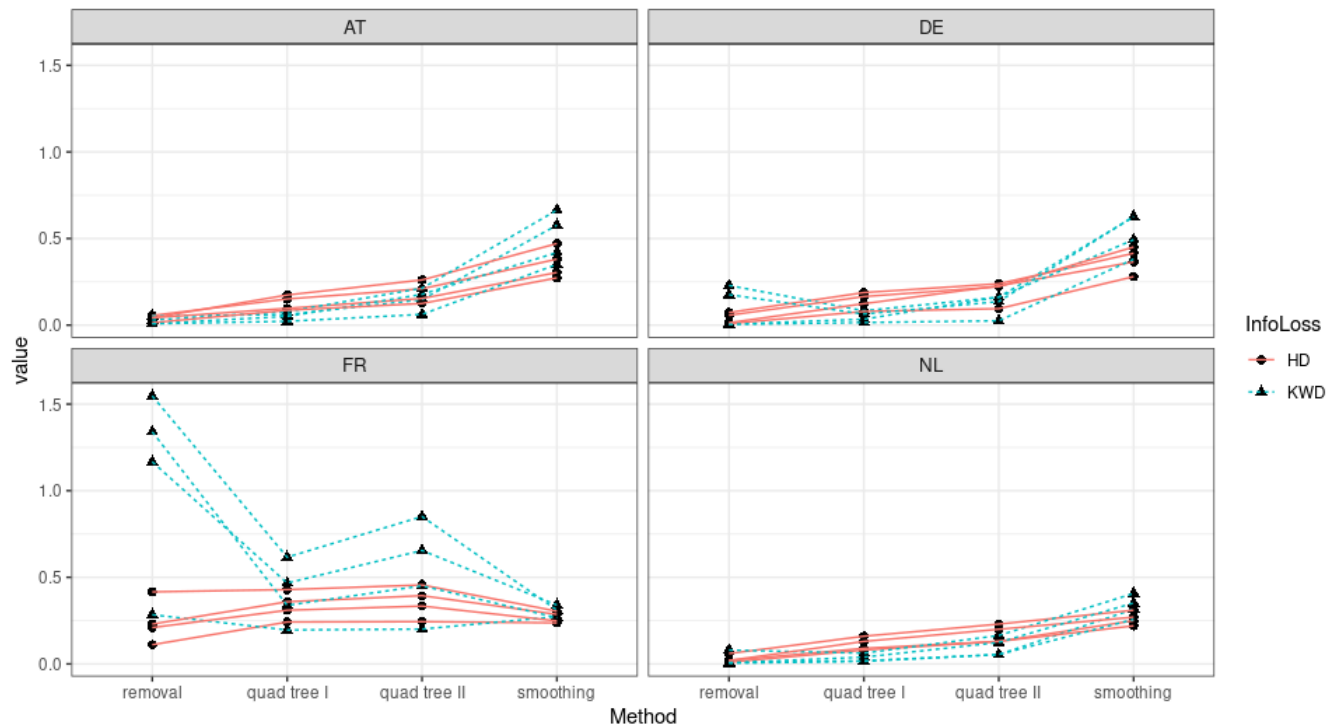 AT
DE
1.5
1.0
0.5
0.0
FR
NL
1.5
1.0
0.5
0.0
value
removal
quad tree I
quad tree II
smoothing
removal
quad tree I
quad tree II
smoothing
Method
InfoLoss
HD
KWD